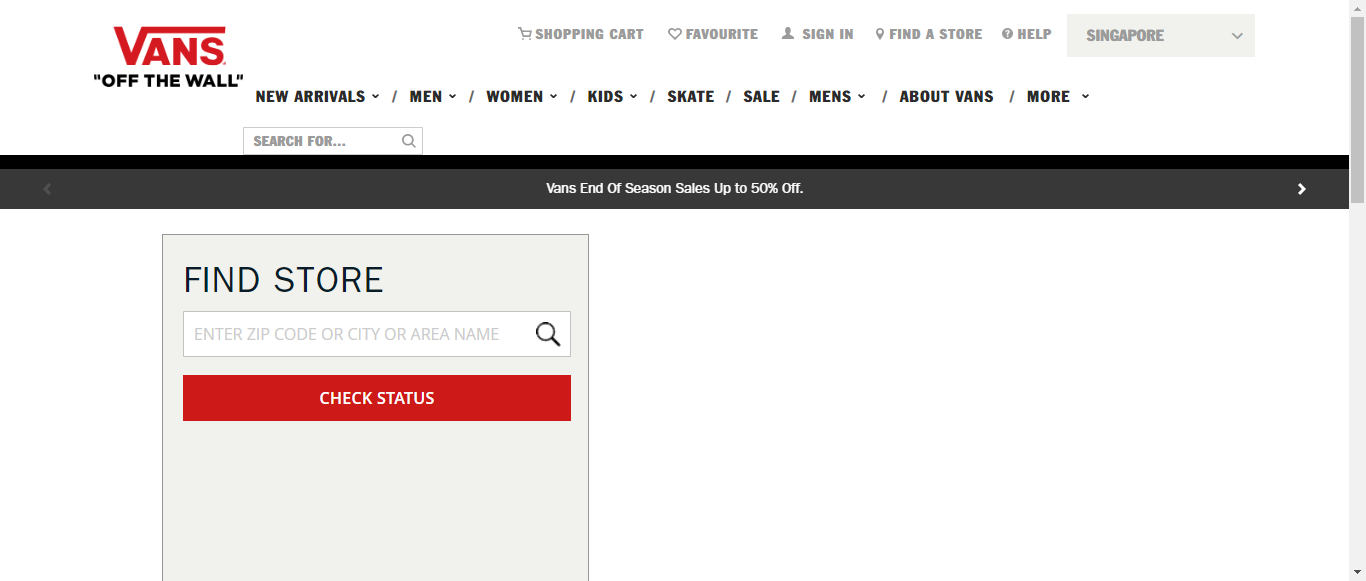 VANS
"OFF THE WALL"
SHOPPING CART FAVOURITE SIGN IN FIND A STORE HELP SINGAPORE
NEW ARRIVALS / MEN / WOMEN / KIDS / SKATE / SALE / MENS / ABOUT VANS / MORE
SEARCH FOR...
Vans End Of Season Sales Up to 50% Off.
FIND STORE
ENTER ZIP CODE OR CITY OR AREA NAME
CHECK STATUS